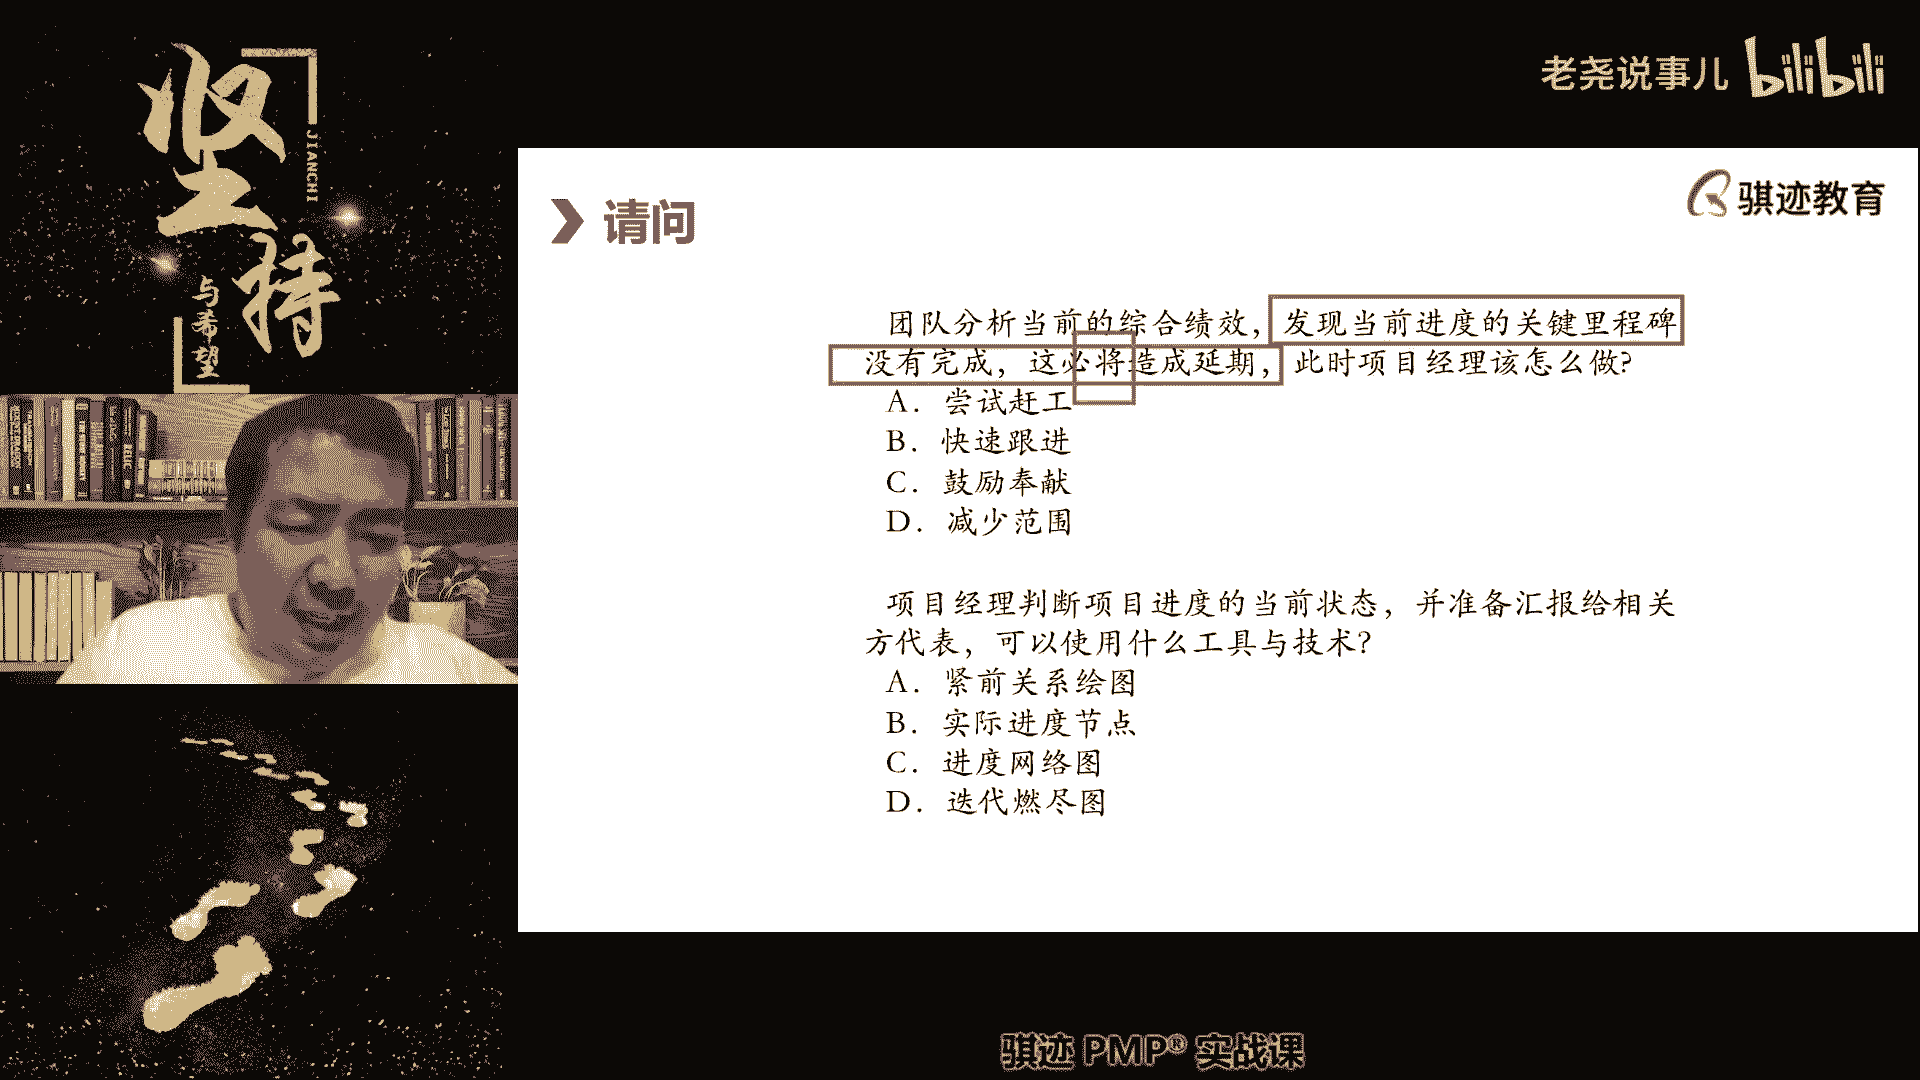 坚
持
JIANCHI
与希望
老尧说事儿 bilibili
骐迹教育
请问
团队分析当前的综合绩效,发现当前进度的关键里程碑
没有完成,这必将造成延期,此时项目经理该怎么做?
A. 尝试赶工
B. 快速跟进
C. 鼓励奉献
D. 减少范围
项目经理判断项目进度的当前状态,并准备汇报给相关
方代表,可以使用什么工具与技术?
A. 紧前关系绘图
B. 实际进度节点
C. 进度网络图
D. 迭代燃尽图
骐迹 PMP® 实战课